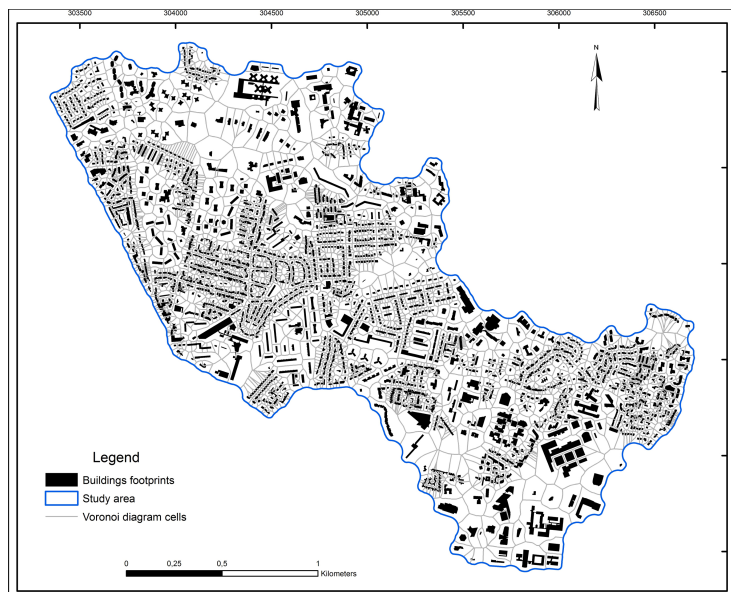 303500 304000 304500 305000 305500 306000 306500
N
Legend
Buildings footprints
Study area
Voronoi diagram cells
0 0,25 0,5 1
Kilometers